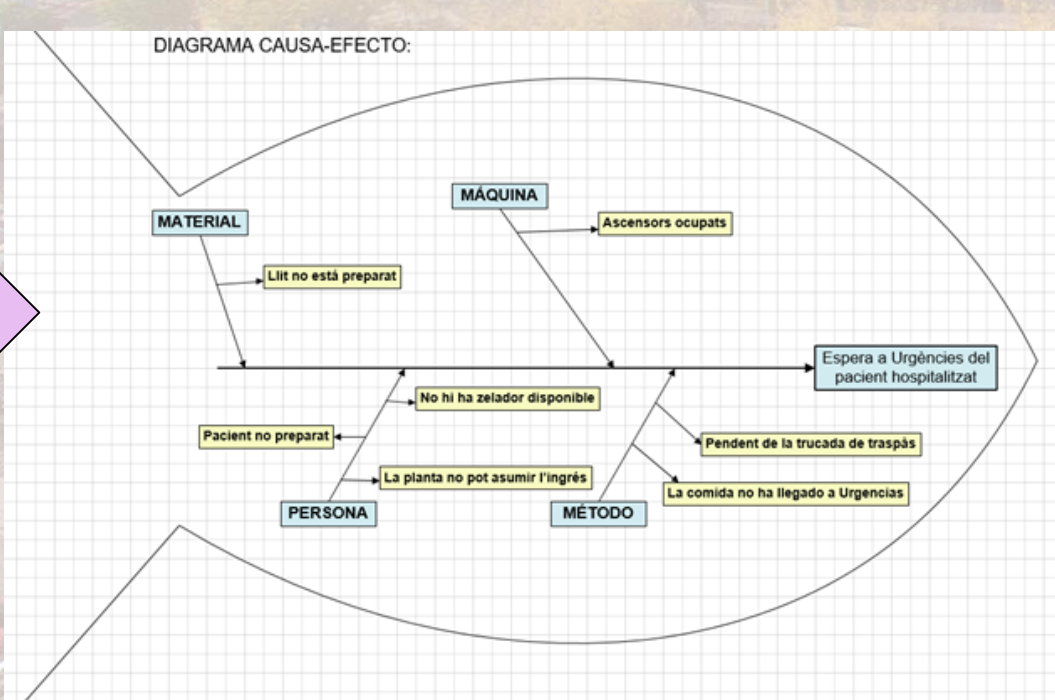 DIAGRAMA CAUSA-EFECTO:
MÁQUINA
MATERIAL
Ascensors ocupats
Llit no está preparat
Espera a Urgències del
pacient hospitalitzat
No hi ha zelador disponible
Pacient no preparat
Pendent de la trucada de traspàs
La planta no pot asumir l'ingrés
La comida no ha llegado a Urgencias
PERSONA
MÉTODO